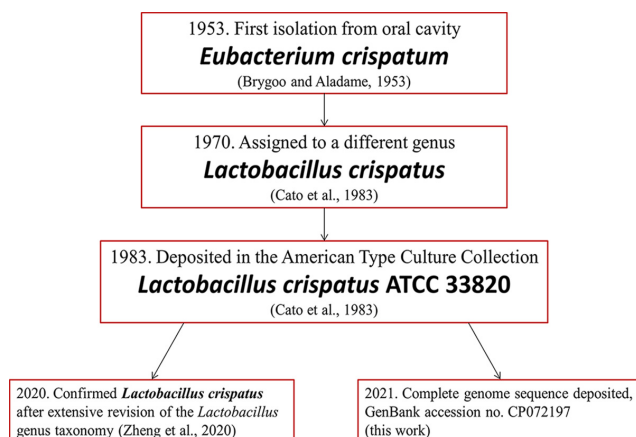 1953. First isolation from oral cavity
Eubacterium crispatum
(Brygoo and Aladame, 1953)
1970. Assigned to a different genus
Lactobacillus crispatus
(Cato et al., 1983)
1983. Deposited in the American Type Culture Collection
Lactobacillus crispatus ATCC 33820
(Cato et al., 1983)
2020. Confirmed Lactobacillus crispatus
after extensive revision of the Lactobacillus
genus taxonomy (Zheng et al., 2020)
2021. Complete genome sequence deposited,
GenBank accession no. CP072197
(this work)